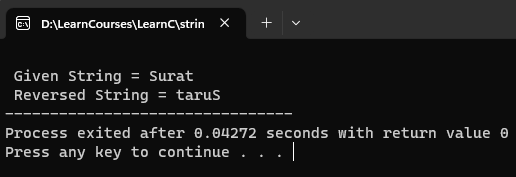 D:\LearnCourses\LearnC\strin
Given String = Surat
Reversed String = taruS
--------------------------------
Process exited after 0.04272 seconds with return value 0
Press any key to continue . . .